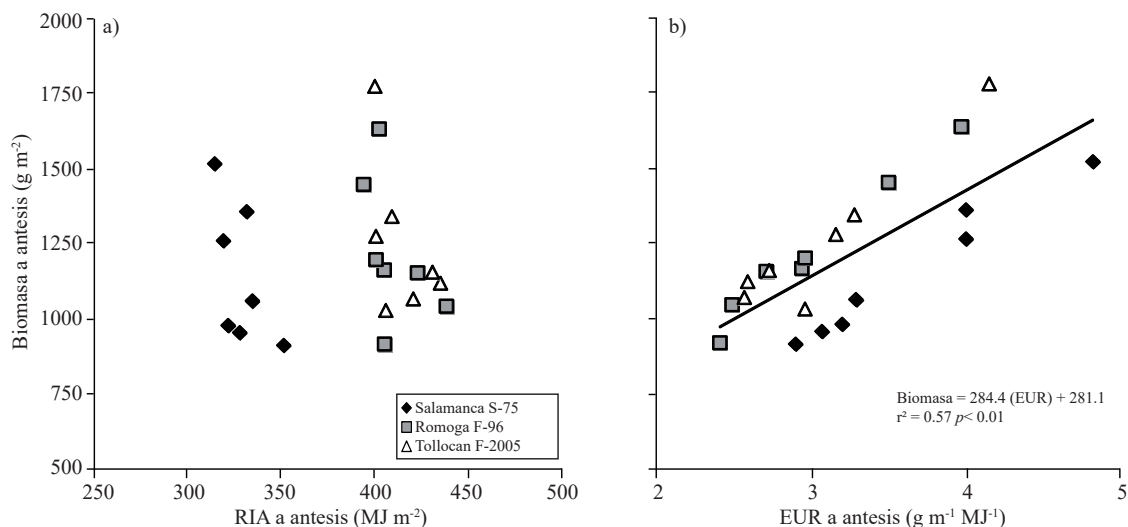 2000
1750
1500
1250
1000
750
500
Biomasa a antesis (g m⁻²)
a)
Salamanca S-75
Romoga F-96
Tollocan F-2005
250 300 350 400 450 500
RIA a antesis (MJ m⁻²)
b)
Biomasa = 284.4 (EUR) + 281.1
r² = 0.57 p< 0.01
2 3 4 5
EUR a antesis (g m⁻¹ MJ⁻¹)